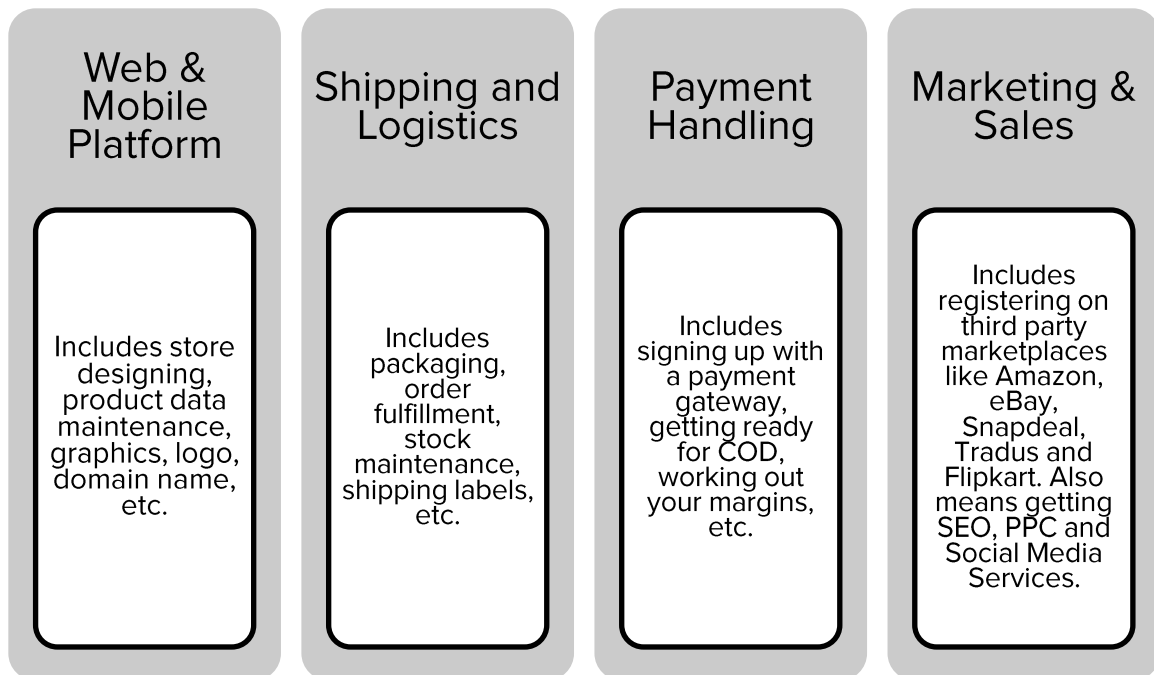 Web &
Mobile
Platform
Includes store
designing,
product data
maintenance,
graphics, logo,
domain name,
etc.
Shipping and
Logistics
Includes
packaging,
order
fulfillment,
stock
maintenance,
shipping labels,
etc.
Payment
Handling
Includes
signing up with
a payment
gateway,
getting ready
for COD,
working out
your margins,
etc.
Marketing &
Sales
Includes
registering on
third party
marketplaces
like Amazon,
eBay,
Snapdeal,
Tradus and
Flipkart. Also
means getting
SEO, PPC and
Social Media
Services.